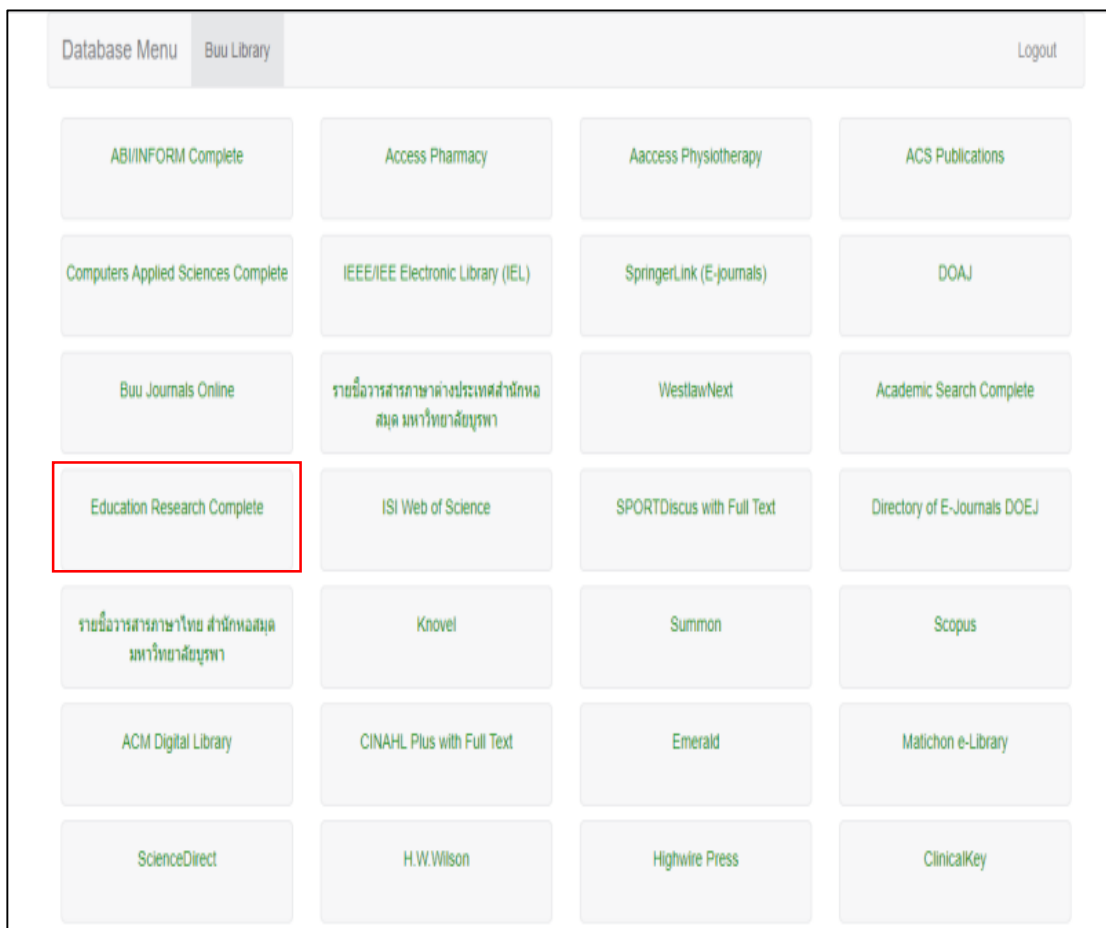 Database Menu Buu Library Logout
ABI/INFORM Complete
Access Pharmacy
Aaccess Physiotherapy
ACS Publications
Computers Applied Sciences Complete
IEEE/IEE Electronic Library (IEL)
SpringerLink (E-journals)
DOAJ
Buu Journals Online
รายชื่อวารสารภาษาต่างประเทศสำนักหอ
สมุด มหาวิทยาลัยบูรพา
WestlawNext
Academic Search Complete
Education Research Complete
ISI Web of Science
SPORTDiscus with Full Text
Directory of E-Journals DOEJ
รายชื่อวารสารภาษาไทย สำนักหอสมุด
มหาวิทยาลัยบูรพา
Knovel
Summon
Scopus
ACM Digital Library
CINAHL Plus with Full Text
Emerald
Matichon e-Library
ScienceDirect
H.W.Wilson
Highwire Press
ClinicalKey